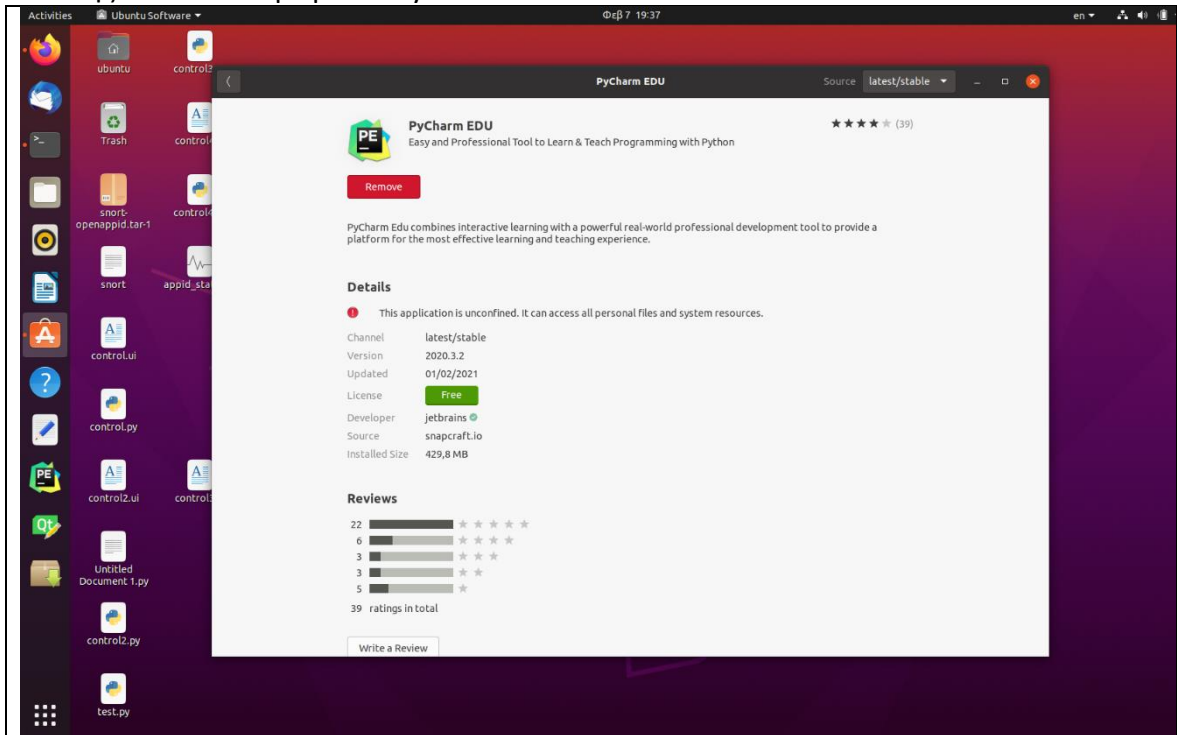 Activities Ubuntu Software Φεβ 7 19:37 en
ubuntu
Trash
snort-
openappid.tar-1
control4
snort
control.ui
control.py
control2.ui
Untitled
Document 1.py
control2.py
test.py
PyCharm EDU Source latest/stable
PE PyCharm EDU (39)
Easy and Professional Tool to Learn & Teach Programming with Python
Remove
PyCharm Edu combines interactive learning with a powerful real-world professional development tool to provide a
platform for the most effective learning and teaching experience.
Details
This application is unconfined. It can access all personal files and system resources.
Channel latest/stable
Version 2020.3.2
Updated 01/02/2021
License Free
Developer jetbrains
Source snapcraft.io
Installed Size 429,8 MB
Reviews
22
6
3
3
5
39 ratings in total
Write a Review